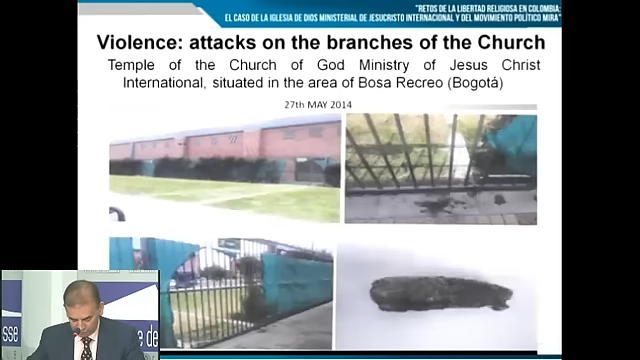 "RETOS DE LA LIBERTAD RELIGIOSA EN COLOMBIA:
EL CASO DE LA IGLESIA DE DIOS MINISTERIAL DE JESUCRISTO INTERNACIONAL Y DEL MOVIMIENTO POLÍTICO MIRA"
Violence: attacks on the branches of the Church
Temple of the Church of God Ministry of Jesus Christ
International, situated in the area of Bosa Recreo (Bogotá)
27th MAY 2014
sse
de